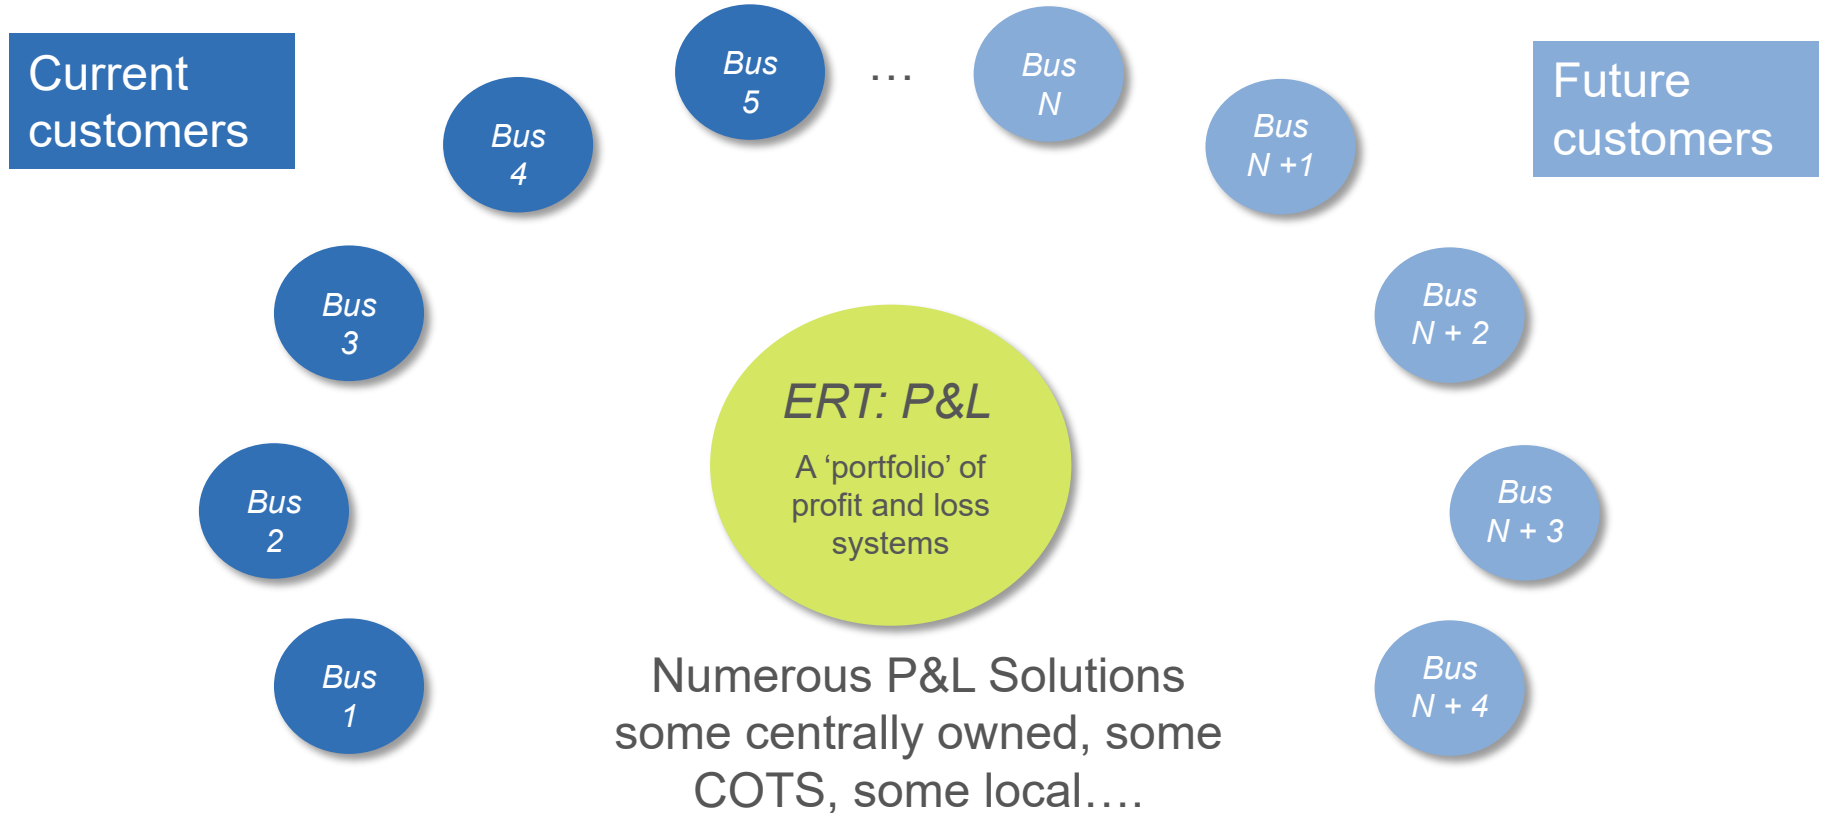 Current
customers
Bus
1
Bus
2
Bus
3
Bus
4
Bus
5
…
Bus
N
Bus
N +1
Bus
N + 2
Bus
N + 3
Bus
N + 4
Future
customers
ERT: P&L
A ‘portfolio’ of
profit and loss
systems
Numerous P&L Solutions
some centrally owned, some
COTS, some local….